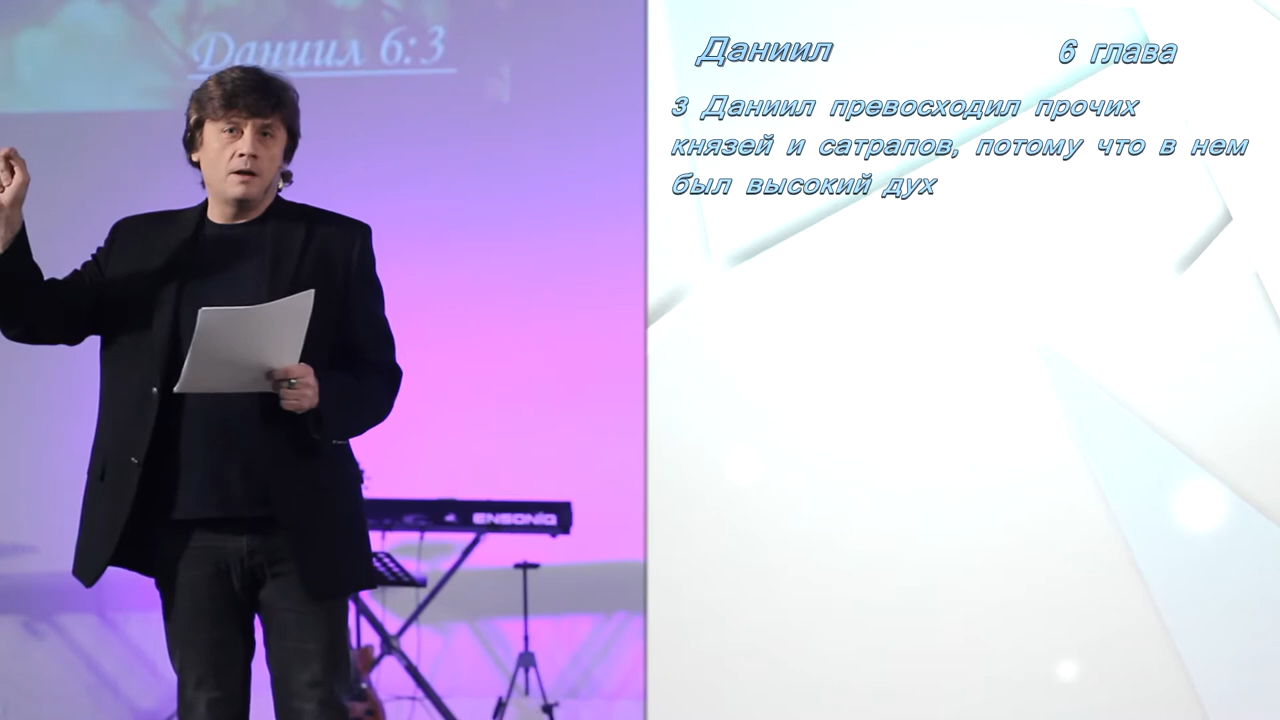 Даниил 6:3
ENSONIQ
Даниил 6 глава
3 Даниил превосходил прочих
князей и сатрапов, потому что в нем
был высокий дух